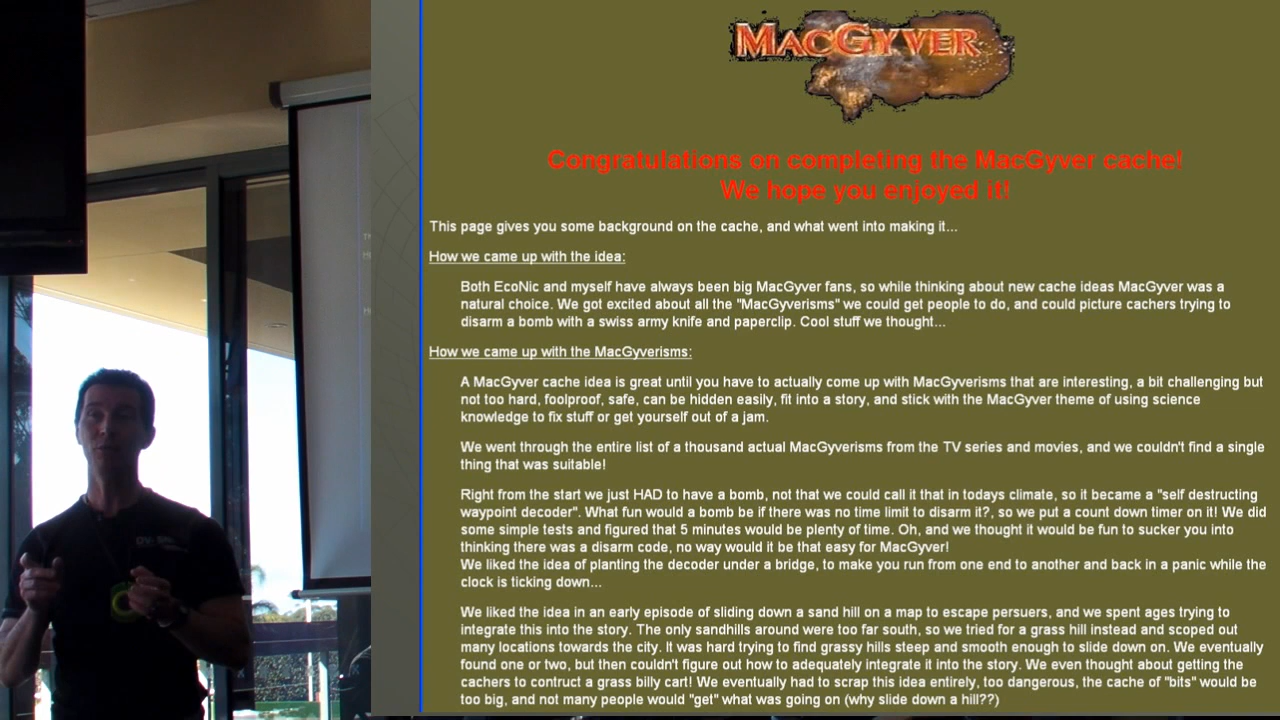 MACGYVER
Congratulations on completing the MacGyver cache!
We hope you enjoyed it!
This page gives you some background on the cache, and what went into making it...
How we came up with the idea:
Both EcoNic and myself have always been big MacGyver fans, so while thinking about new cache ideas MacGyver was a
natural choice. We got excited about all the "MacGyverisms" we could get people to do, and could picture cachers trying to
disarm a bomb with a swiss army knife and paperclip. Cool stuff we thought...
How we came up with the MacGyverisms:
A MacGyver cache idea is great until you have to actually come up with MacGyverisms that are interesting, a bit challenging but
not too hard, foolproof, safe, can be hidden easily, fit into a story, and stick with the MacGyver theme of using science
knowledge to fix stuff or get yourself out of a jam.
We went through the entire list of a thousand actual MacGyverisms from the TV series and movies, and we couldn't find a single
thing that was suitable!
Right from the start we just HAD to have a bomb, not that we could call it that in todays climate, so it became a "self destructing
waypoint decoder". What fun would a bomb be if there was no time limit to disarm it?, so we put a count down timer on it! We did
some simple tests and figured that 5 minutes would be plenty of time. Oh, and we thought it would be fun to sucker you into
thinking there was a disarm code, no way would it be that easy for MacGyver!
We liked the idea of planting the decoder under a bridge, to make you run from one end to another and back in a panic while the
clock is ticking down...
We liked the idea in an early episode of sliding down a sand hill on a map to escape persuers, and we spent ages trying to
integrate this into the story. The only sandhills around were too far south, so we tried for a grass hill instead and scoped out
many locations towards the city. It was hard trying to find grassy hills steep and smooth enough to slide down on. We eventually
found one or two, but then couldn't figure out how to adequately integrate it into the story. We even thought about getting the
cachers to contruct a grass billy cart! We eventually had to scrap this idea entirely, too dangerous, the cache of "bits" would be
too big, and not many people would "get" what was going on (why slide down a hill??)